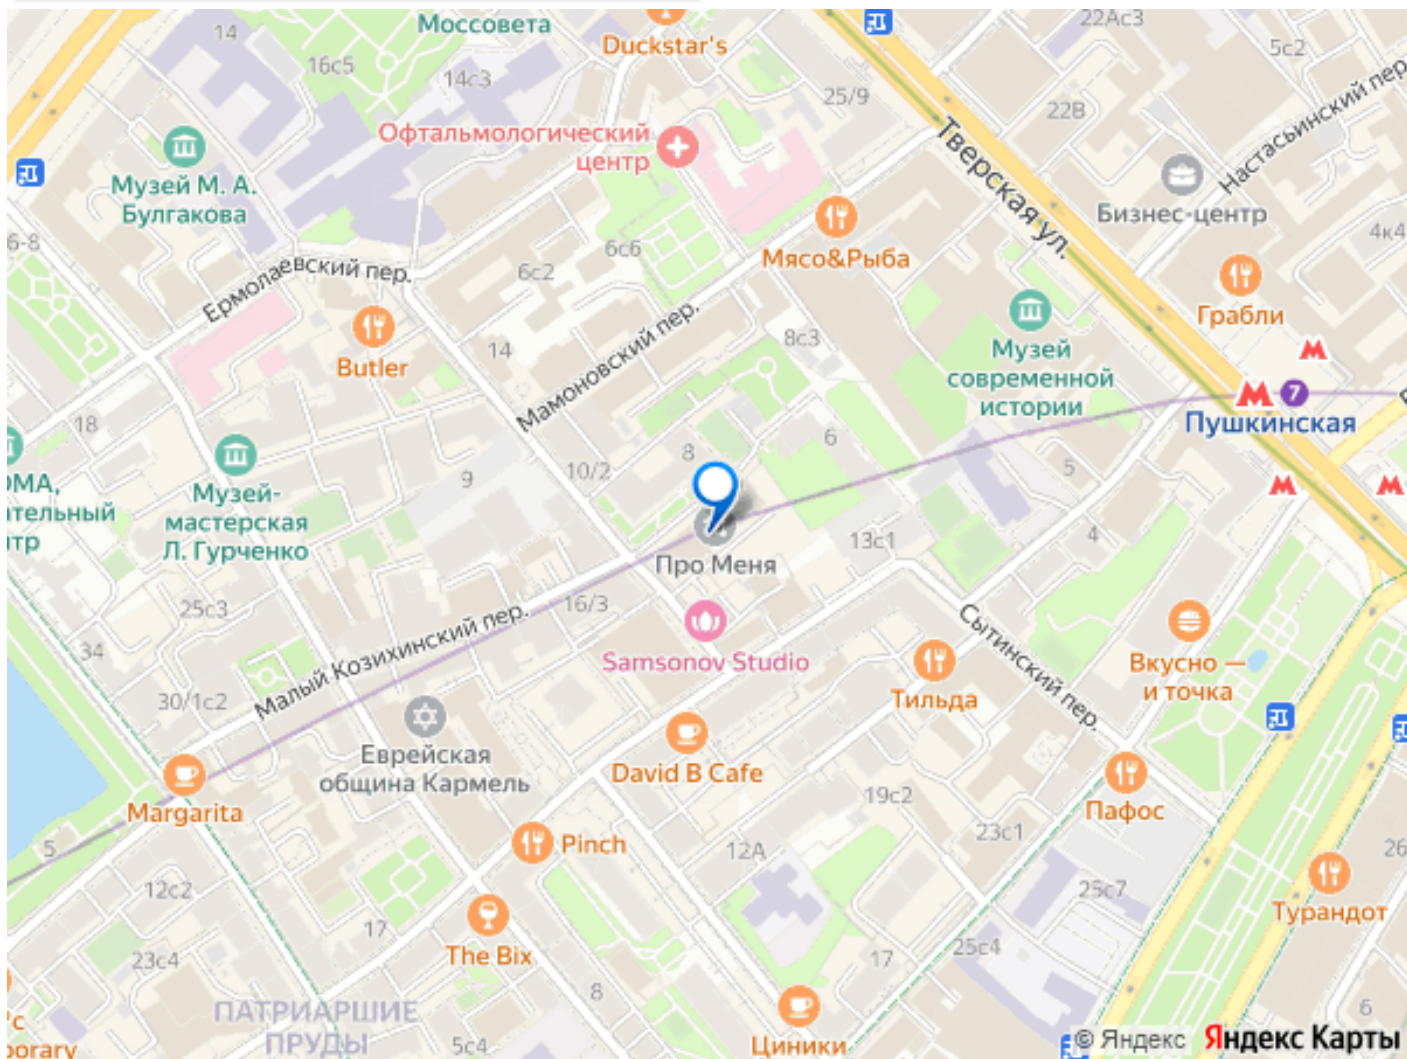 14
Моссовета
Duckstar's
22Ас3
5с2
16с5
14с3
25/9
22В
Настасьинский пер.
Офтальмологический
центр
Тверская ул.
Музей М. А.
Булгакова
Бизнес-центр
6-8
6с6
6с2
Мясо&Рыба
4к4
Ермолаевский пер.
Грабли
Мамоновский пер.
8с3
Музей
современной
истории
Butler
14
7
Пушкинская
18
8
6
10/2
9
5
Музей-
мастерская
Л. Гурченко
ОМА,
ательный
тр
13с1
4
Про Меня
25с3
16/3
Малый Козихинский пер.
Сытинский пер.
34
Samsonov Studio
Вкусно —
и точка
Тильда
30/1с2
Еврейская
община Кармель
David B Cafe
Margarita
19с2
Пафос
23с1
5
Pinch
12А
26
12с2
25с7
17
Турандот
The Bix
23с4
25с4
17
8
6
ПАТРИАРШИЕ
ПРУДЫ
с
porary
5с4
Циники
© Яндекс Яндекс Карты